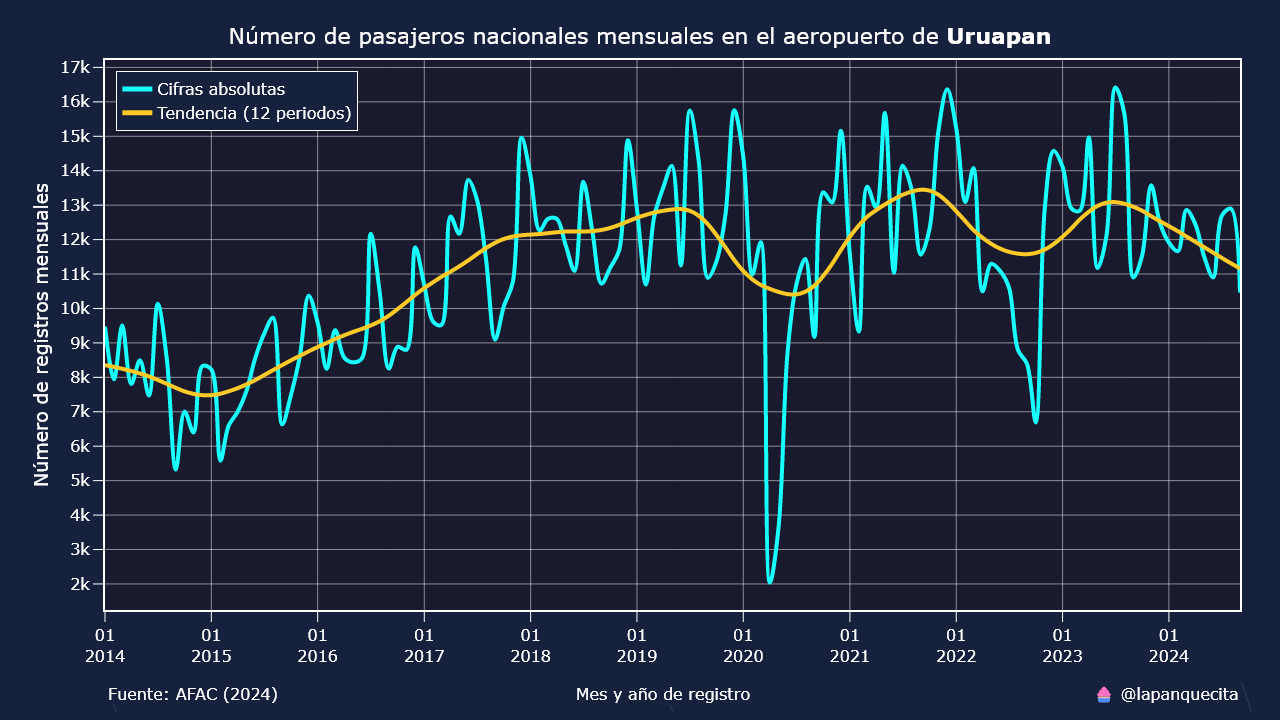 Número de pasajeros nacionales mensuales en el aeropuerto de Uruapan
Cifras absolutas
Tendencia (12 periodos)
Número de registros mensuales
17k
16k
15k
14k
13k
12k
11k
10k
9k
8k
7k
6k
5k
4k
3k
2k
01 01 01 01 01 01 01 01 01 01 01
2014 2015 2016 2017 2018 2019 2020 2021 2022 2023 2024
Fuente: AFAC (2024)
Mes y año de registro
@lapanquecita